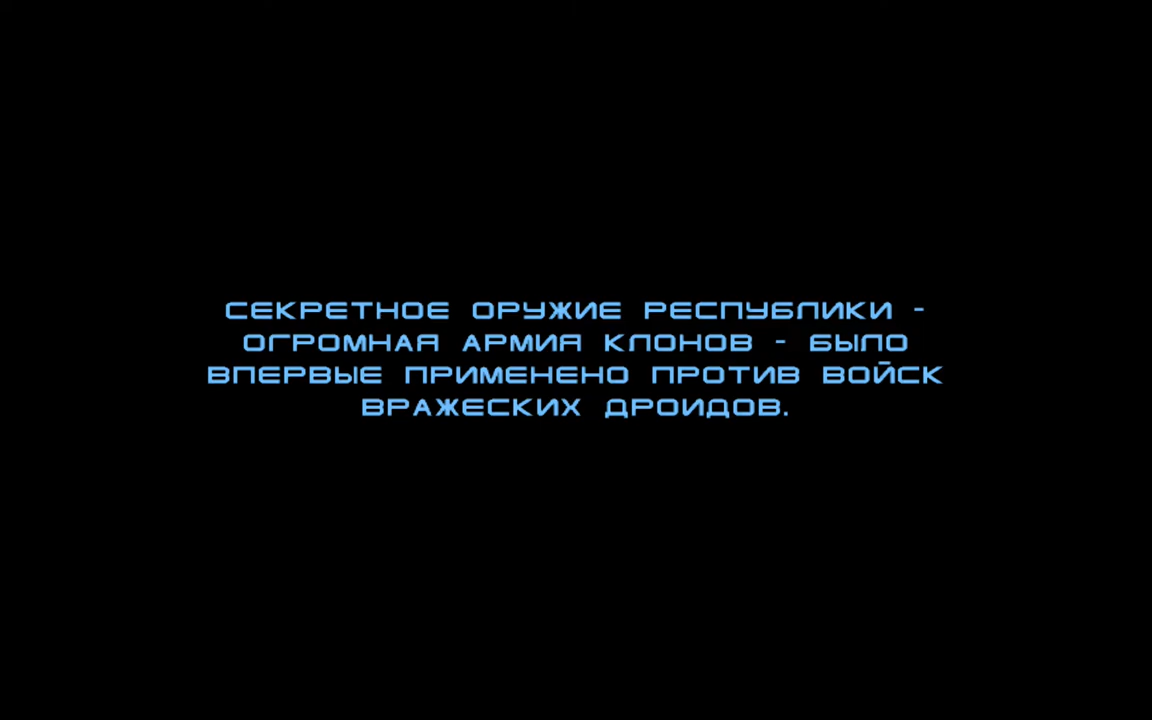 СЕКРЕТНОЕ ОРУЖИЕ РЕСПУБЛИКИ -
ОГРОМНАЯ АРМИЯ КЛОНОВ - БЫЛО
ВПЕРВЫЕ ПРИМЕНЕНО ПРОТИВ ВОЙСК
ВРАЖЕСКИХ ДРОИДОВ.